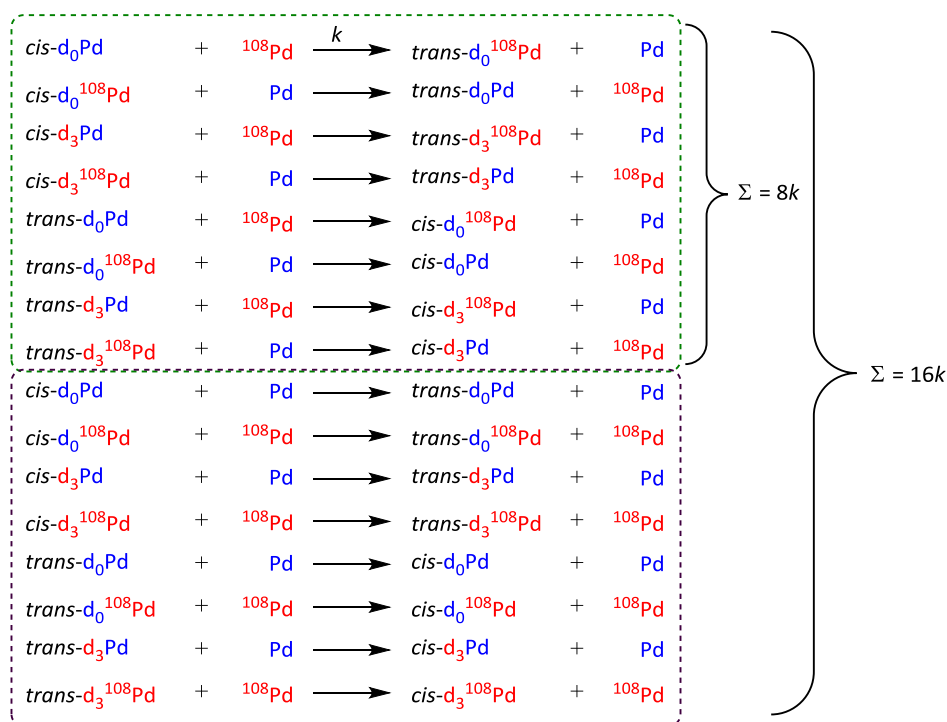 cis-d₀Pd + ¹⁰⁸Pd k trans-d₀¹⁰⁸Pd + Pd
cis-d₀¹⁰⁸Pd + Pd trans-d₀Pd + ¹⁰⁸Pd
cis-d₃Pd + ¹⁰⁸Pd trans-d₃¹⁰⁸Pd + Pd
cis-d₃¹⁰⁸Pd + Pd trans-d₃Pd + ¹⁰⁸Pd
trans-d₀Pd + ¹⁰⁸Pd cis-d₀¹⁰⁸Pd + Pd
trans-d₀¹⁰⁸Pd + Pd cis-d₀Pd + ¹⁰⁸Pd
trans-d₃Pd + ¹⁰⁸Pd cis-d₃¹⁰⁸Pd + Pd
trans-d₃¹⁰⁸Pd + Pd cis-d₃Pd + ¹⁰⁸Pd
Σ = 8k
cis-d₀Pd + Pd trans-d₀Pd + Pd
cis-d₀¹⁰⁸Pd + ¹⁰⁸Pd trans-d₀¹⁰⁸Pd + ¹⁰⁸Pd
cis-d₃Pd + Pd trans-d₃Pd + Pd
cis-d₃¹⁰⁸Pd + ¹⁰⁸Pd trans-d₃¹⁰⁸Pd + ¹⁰⁸Pd
trans-d₀Pd + Pd cis-d₀Pd + Pd
trans-d₀¹⁰⁸Pd + ¹⁰⁸Pd cis-d₀¹⁰⁸Pd + ¹⁰⁸Pd
trans-d₃Pd + Pd cis-d₃Pd + Pd
trans-d₃¹⁰⁸Pd + ¹⁰⁸Pd cis-d₃¹⁰⁸Pd + ¹⁰⁸Pd
Σ = 16k